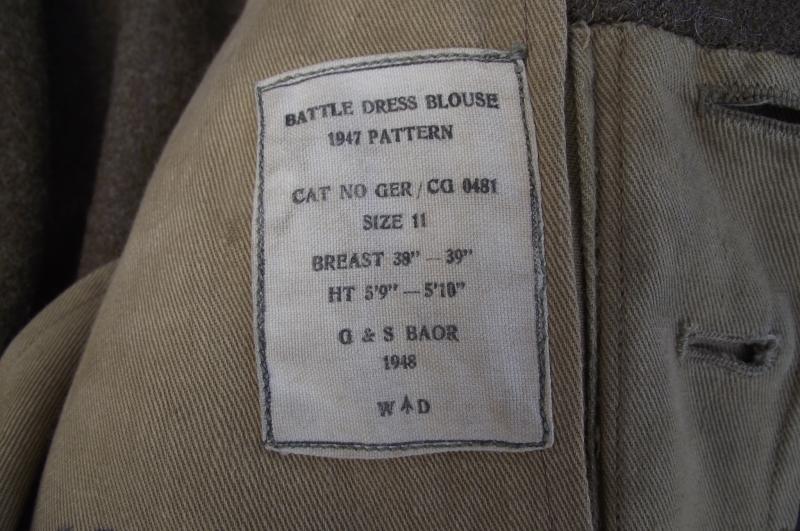 BATTLE DRESS BLOUSE
1947 PATTERN
CAT NO GER / CG 0481
SIZE 11
BREAST 38" — 39"
HT 5'9" — 5'10"
G & S BAOR
1948
W ↑ D